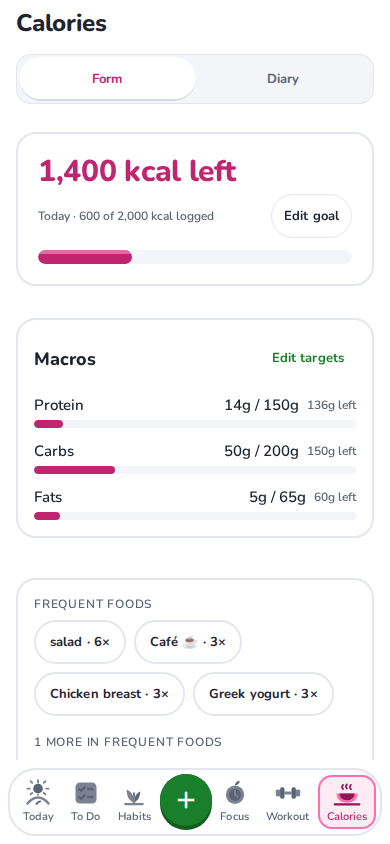 Calories
Form Diary
1,400 kcal left
Today · 600 of 2,000 kcal logged Edit goal
Macros Edit targets
Protein 14g / 150g 136g left
Carbs 50g / 200g 150g left
Fats 5g / 65g 60g left
FREQUENT FOODS
salad · 6× Café ☕ · 3×
Chicken breast · 3× Greek yogurt · 3×
1 MORE IN FREQUENT FOODS
Today To Do Habits + Focus Workout Calories